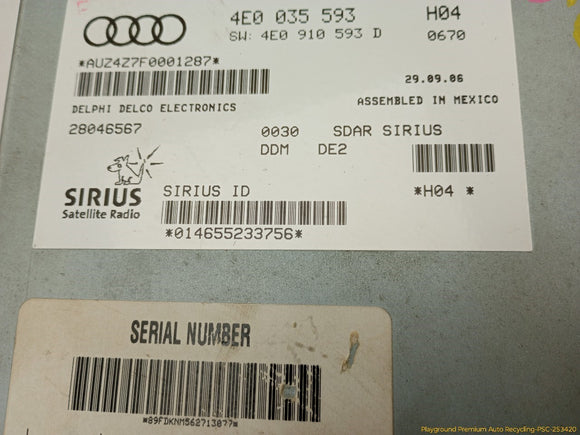 4E0 035 593 H04
SW: 4E0 910 593 D 0670
*AUZ4Z7F0001287*
29.09.06
DELPHI DELCO ELECTRONICS ASSEMBLED IN MEXICO
28046567 0030 SDAR SIRIUS
DDM DE2
SIRIUS SIRIUS ID *H04 *
Satellite Radio
*014655233756*
SERIAL NUMBER
*89FDKNM562713077*
Playground Premium Auto Recycling-PSC-253420